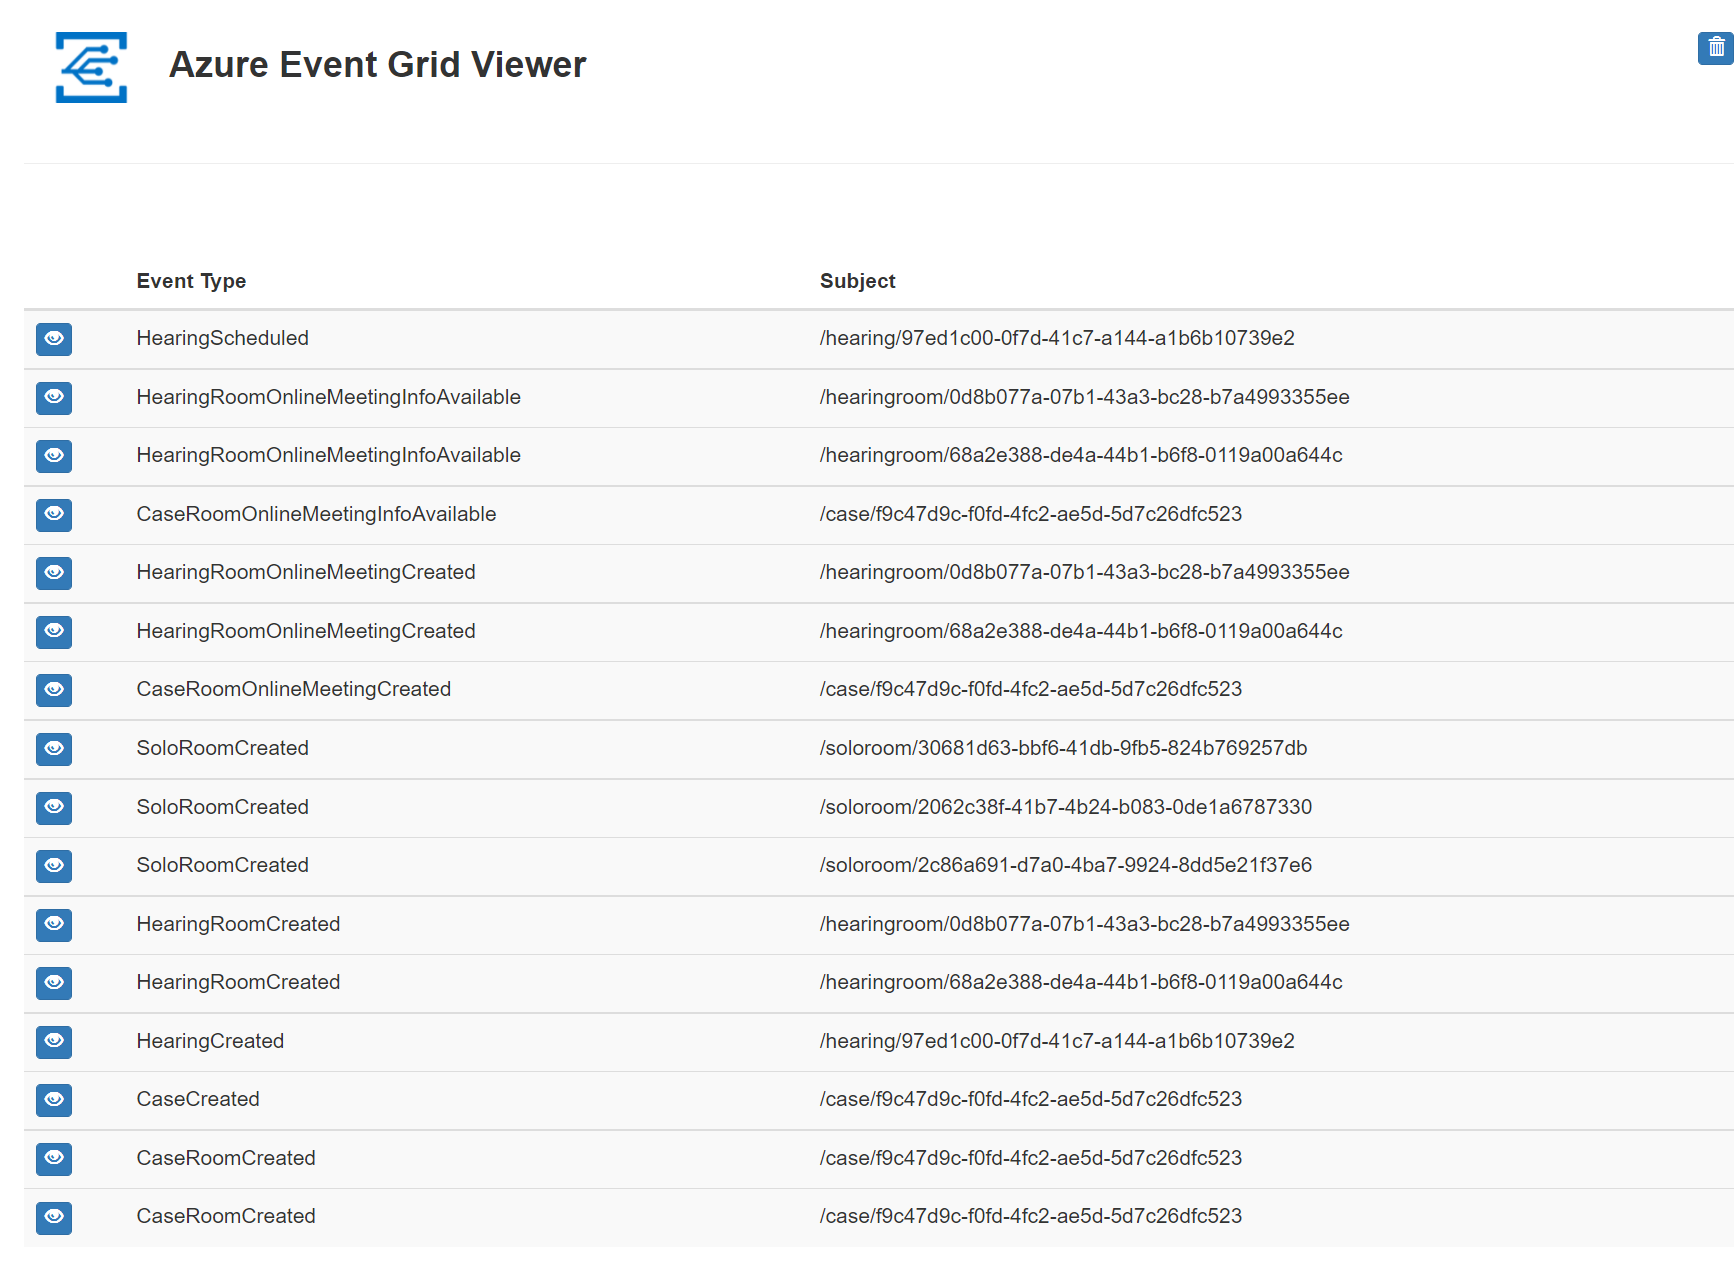 Azure Event Grid Viewer
Event Type Subject
HearingScheduled /hearing/97ed1c00-0f7d-41c7-a144-a1b6b10739e2
HearingRoomOnlineMeetingInfoAvailable /hearingroom/0d8b077a-07b1-43a3-bc28-b7a4993355ee
HearingRoomOnlineMeetingInfoAvailable /hearingroom/68a2e388-de4a-44b1-b6f8-0119a00a644c
CaseRoomOnlineMeetingInfoAvailable /case/f9c47d9c-f0fd-4fc2-ae5d-5d7c26dfc523
HearingRoomOnlineMeetingCreated /hearingroom/0d8b077a-07b1-43a3-bc28-b7a4993355ee
HearingRoomOnlineMeetingCreated /hearingroom/68a2e388-de4a-44b1-b6f8-0119a00a644c
CaseRoomOnlineMeetingCreated /case/f9c47d9c-f0fd-4fc2-ae5d-5d7c26dfc523
SoloRoomCreated /soloroom/30681d63-bbf6-41db-9fb5-824b769257db
SoloRoomCreated /soloroom/2062c38f-41b7-4b24-b083-0de1a6787330
SoloRoomCreated /soloroom/2c86a691-d7a0-4ba7-9924-8dd5e21f37e6
HearingRoomCreated /hearingroom/0d8b077a-07b1-43a3-bc28-b7a4993355ee
HearingRoomCreated /hearingroom/68a2e388-de4a-44b1-b6f8-0119a00a644c
HearingCreated /hearing/97ed1c00-0f7d-41c7-a144-a1b6b10739e2
CaseCreated /case/f9c47d9c-f0fd-4fc2-ae5d-5d7c26dfc523
CaseRoomCreated /case/f9c47d9c-f0fd-4fc2-ae5d-5d7c26dfc523
CaseRoomCreated /case/f9c47d9c-f0fd-4fc2-ae5d-5d7c26dfc523